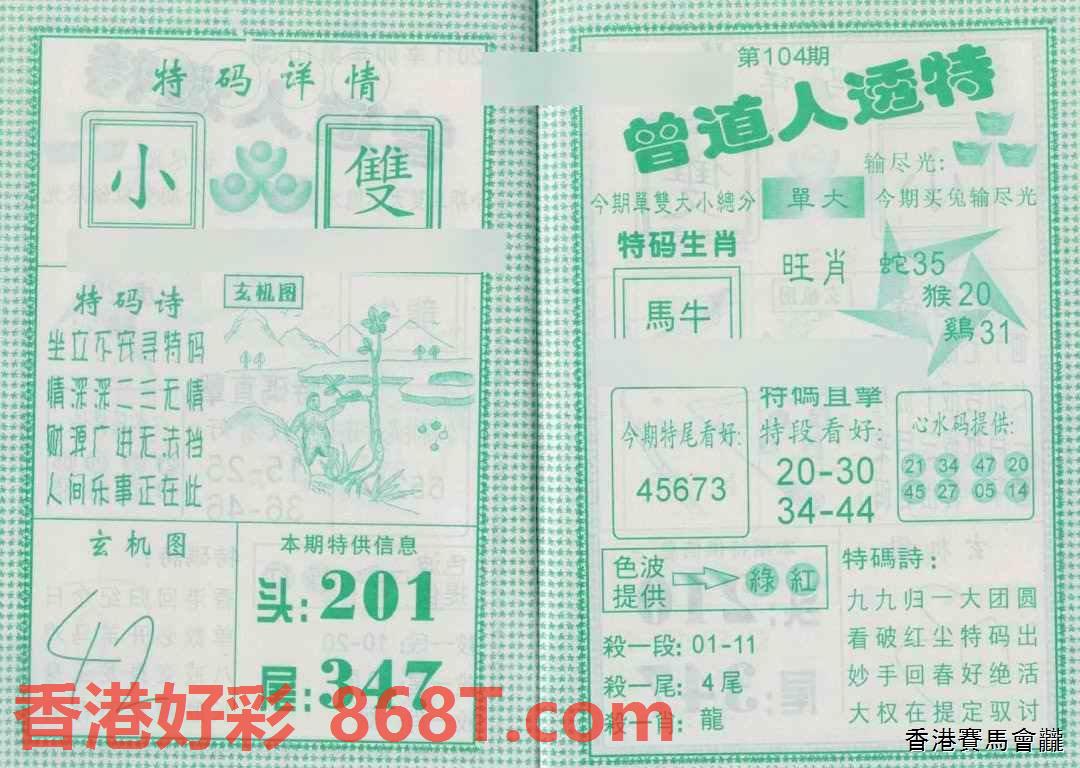 特码详情
小
雙
特码诗
坐立不安寻特码
情深深二三无情
财源广进无法挡
人间乐事正在此
玄机图
玄机图
42
本期特供信息
头:201
尾:347
第104期
曾道人透特
输尽光:
今期買兔输尽光
今期單雙大小總分
單大
特码生肖
馬牛
旺肖
蛇35
猴20
鷄31
今期特尾看好:
45673
特碼且擊
特段看好:
20-30
34-44
心水码提供:
21 34 47 20
45 27 05 14
色波
提供
綠 紅
殺一段: 01-11
殺一尾: 4尾
殺一肖: 龍
特碼詩:
九九归一大团圆
看破红尘特码出
妙手回春好绝活
大权在提定驭讨
香港好彩 868T.com
香港賽馬會